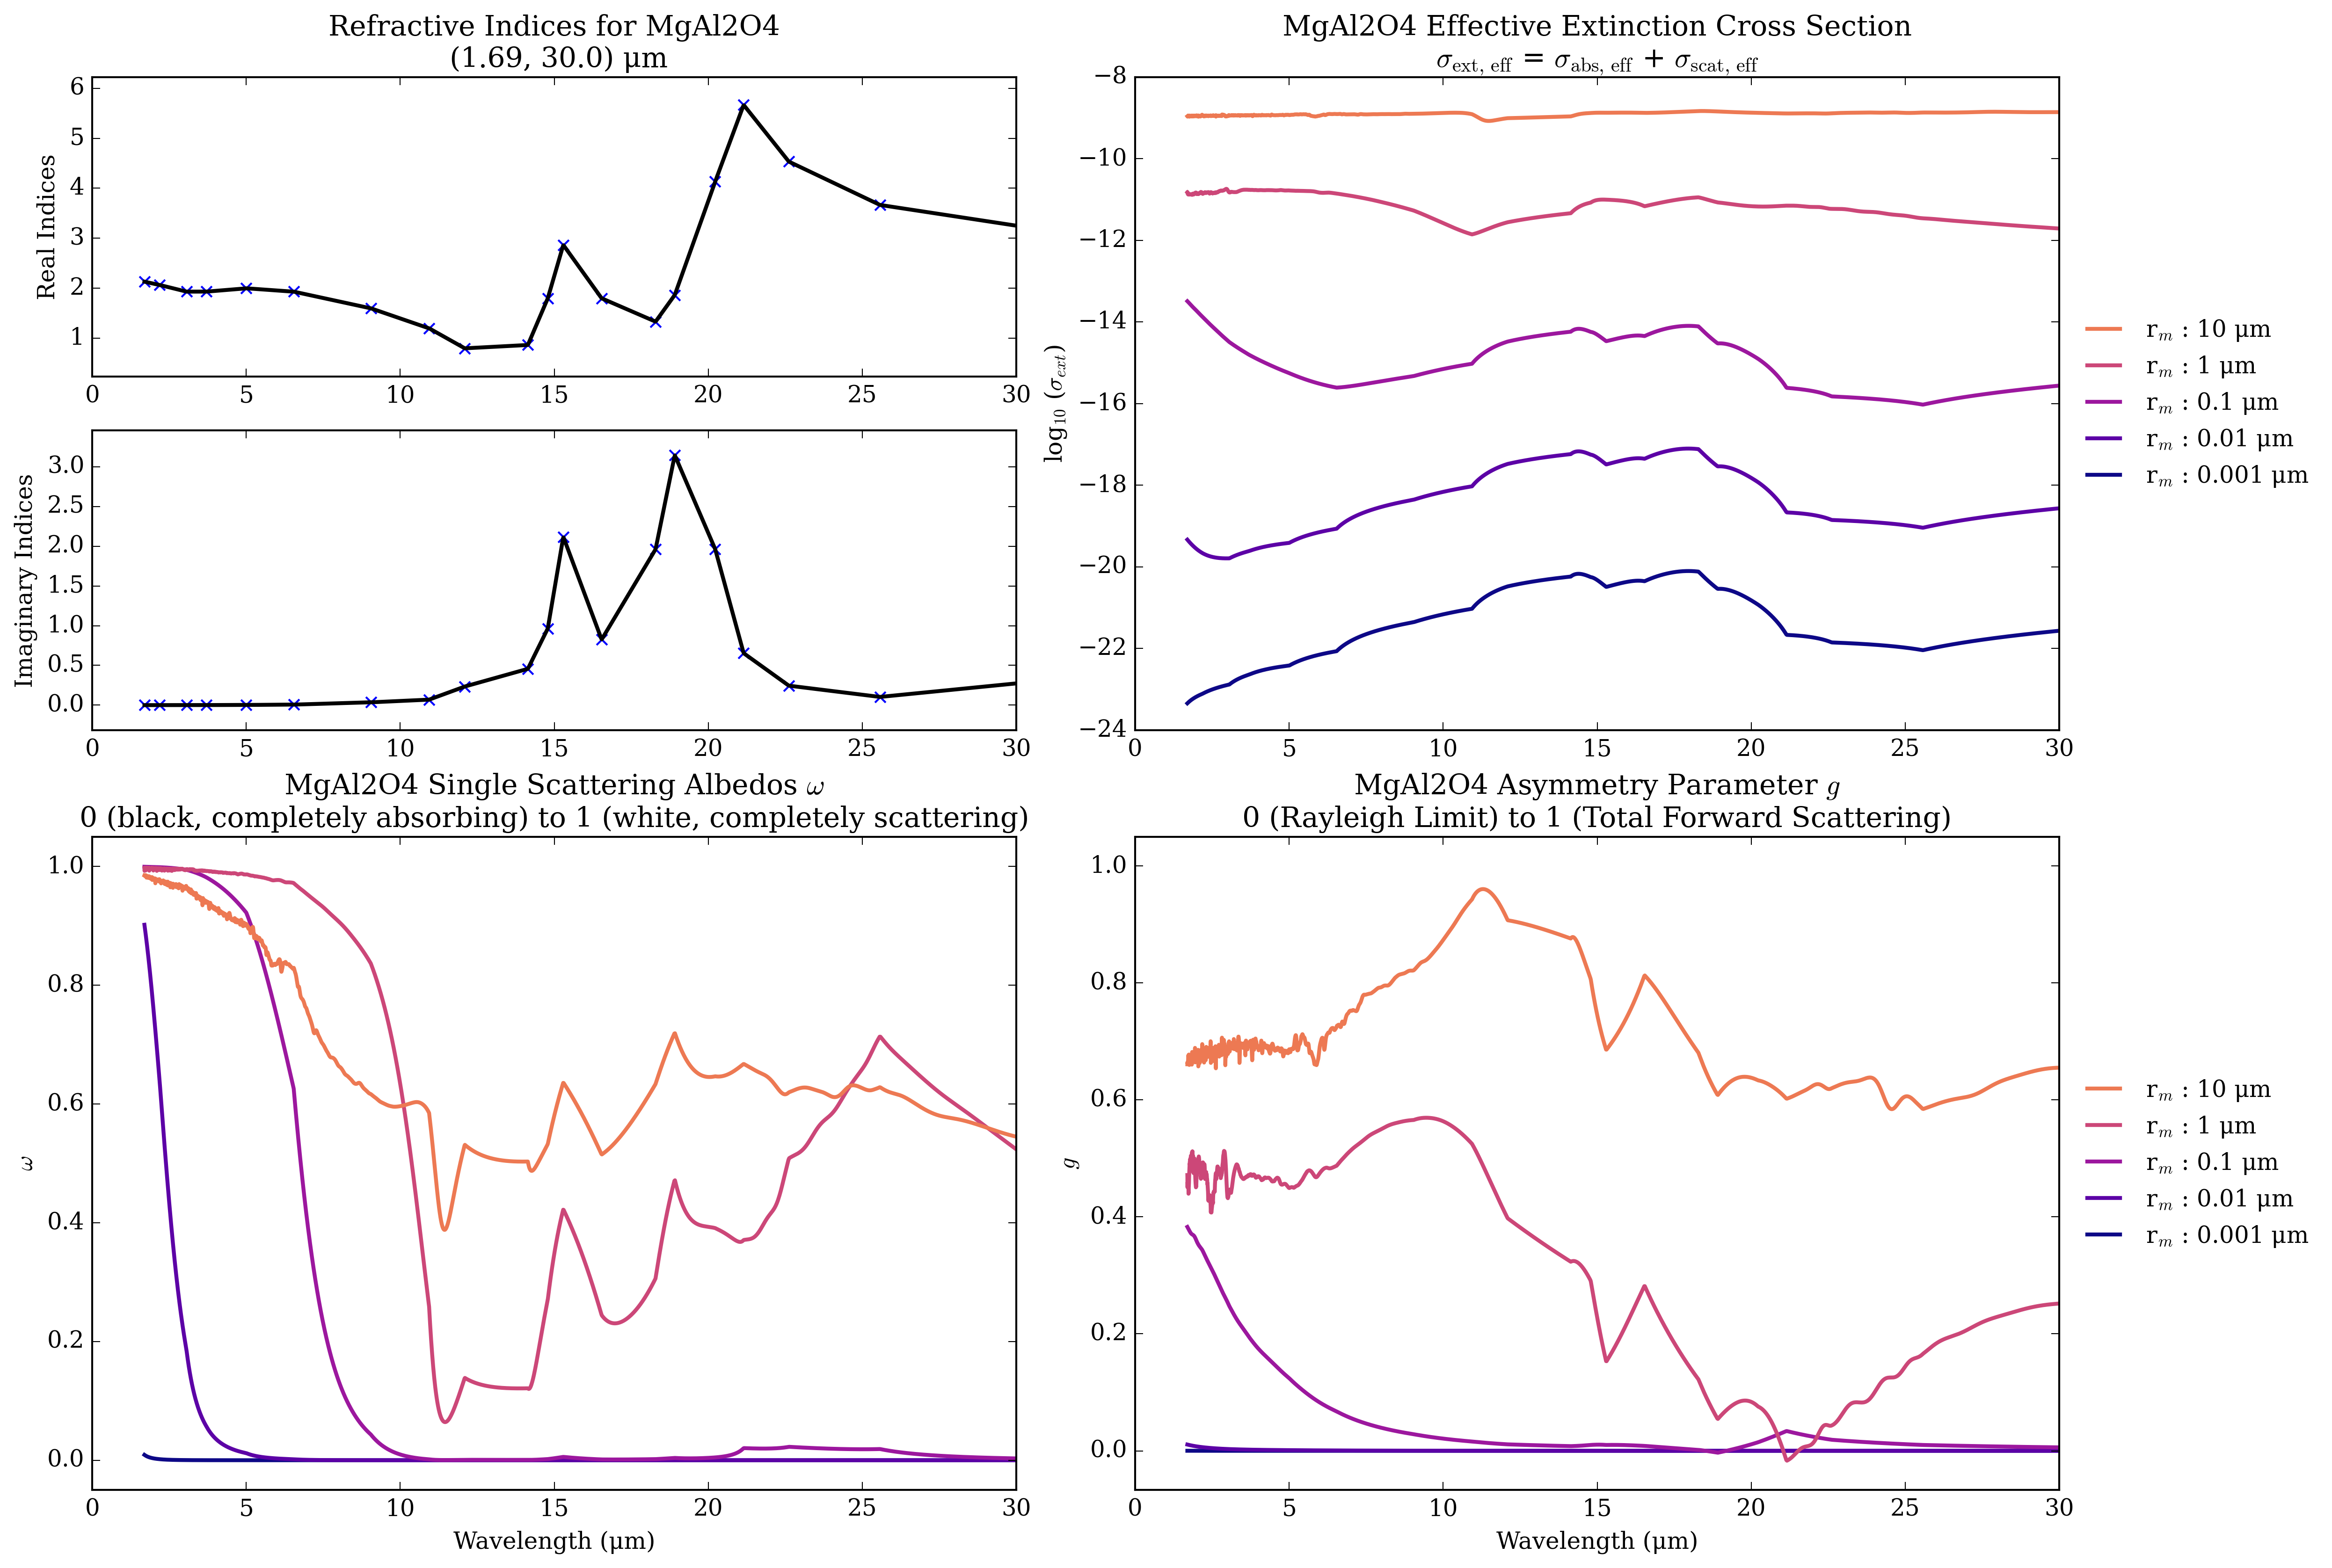 Refractive Indices for MgAl2O4
(1.69, 30.0) μm
Real Indices
6
5
4
3
2
1
0 5 10 15 20 25 30
Imaginary Indices
3.0
2.5
2.0
1.5
1.0
0.5
0.0
0 5 10 15 20 25 30
MgAl2O4 Effective Extinction Cross Section
σext, eff = σabs, eff + σscat, eff
log10 (σext)
−8
−10
−12
−14
−16
−18
−20
−22
−24
0 5 10 15 20 25 30
rm : 10 μm
rm : 1 μm
rm : 0.1 μm
rm : 0.01 μm
rm : 0.001 μm
MgAl2O4 Single Scattering Albedos ω
0 (black, completely absorbing) to 1 (white, completely scattering)
ω
1.0
0.8
0.6
0.4
0.2
0.0
0 5 10 15 20 25 30
Wavelength (μm)
MgAl2O4 Asymmetry Parameter g
0 (Rayleigh Limit) to 1 (Total Forward Scattering)
g
1.0
0.8
0.6
0.4
0.2
0.0
0 5 10 15 20 25 30
Wavelength (μm)
rm : 10 μm
rm : 1 μm
rm : 0.1 μm
rm : 0.01 μm
rm : 0.001 μm